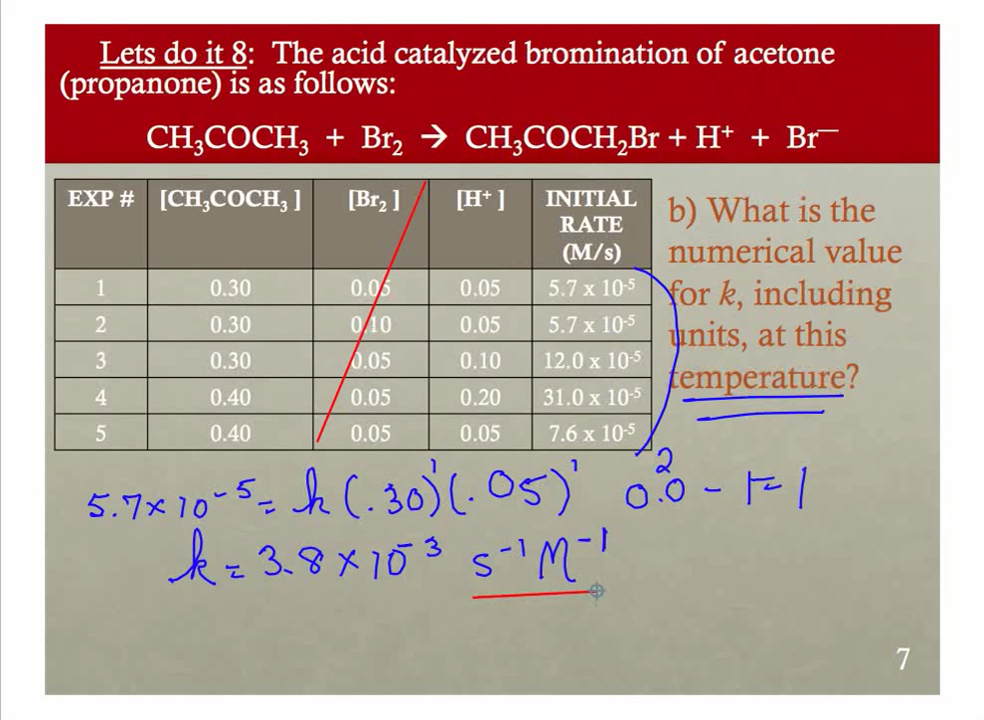 Lets do it 8: The acid catalyzed bromination of acetone
(propanone) is as follows:
CH₃COCH₃ + Br₂ → CH₃COCH₂Br + H⁺ + Br⁻
EXP # [CH₃COCH₃ ] [Br₂ ] [H⁺ ] INITIAL RATE (M/s)
1 0.30 0.05 0.05 5.7 x 10⁻⁵
2 0.30 0.10 0.05 5.7 x 10⁻⁵
3 0.30 0.05 0.10 12.0 x 10⁻⁵
4 0.40 0.05 0.20 31.0 x 10⁻⁵
5 0.40 0.05 0.05 7.6 x 10⁻⁵
b) What is the
numerical value
for k, including
units, at this
temperature?
5.7×10⁻⁵ = k (.30)¹(.05)¹
k = 3.8 × 10⁻³ s⁻¹ M⁻¹
7